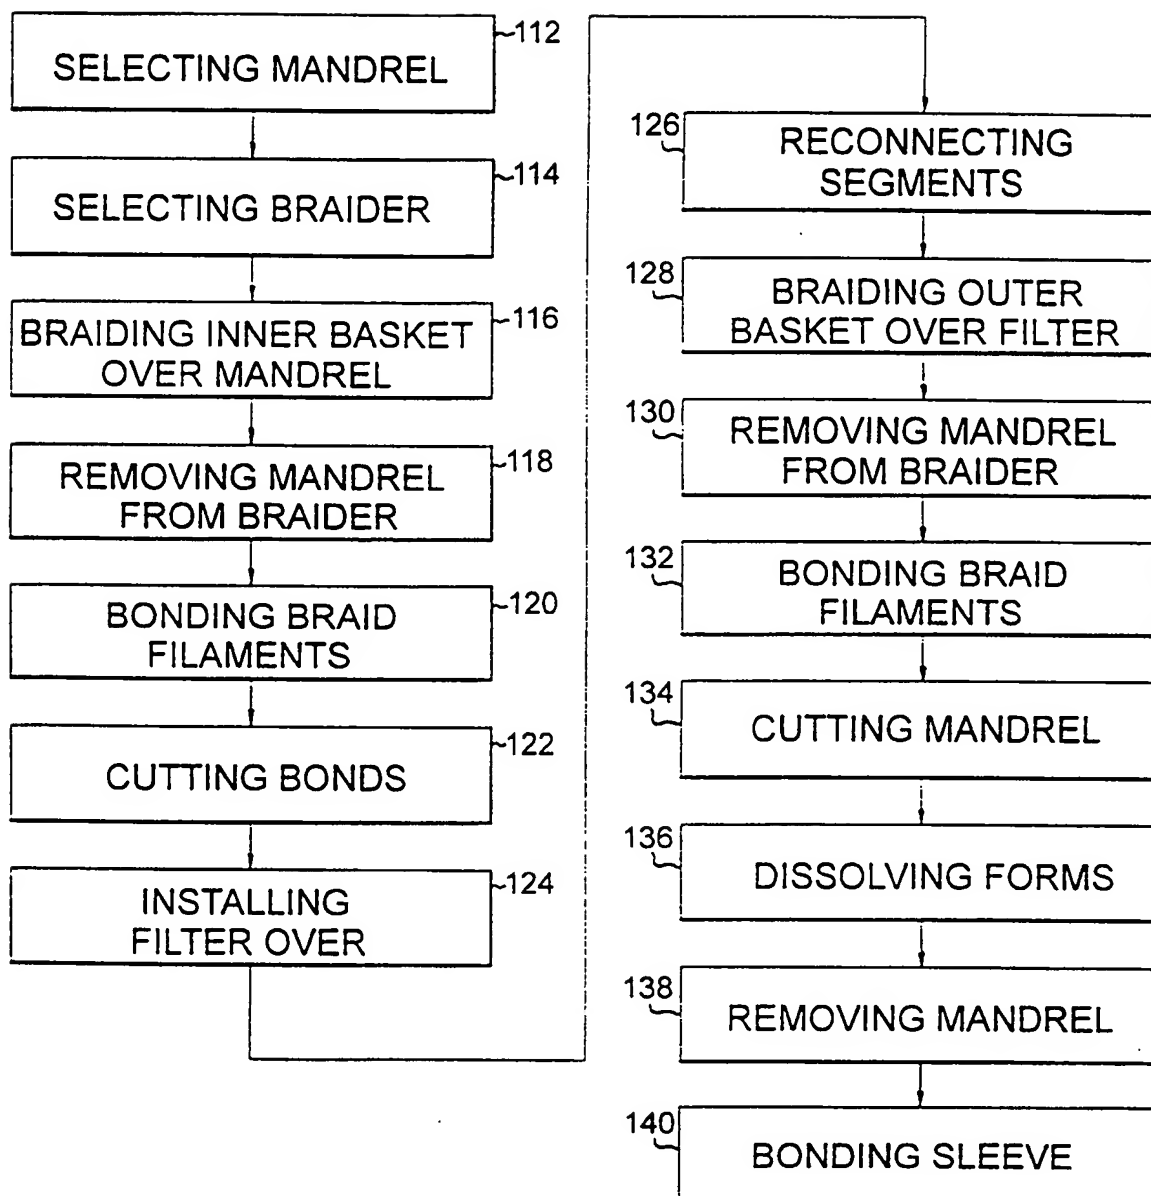 112
SELECTING MANDREL
114
SELECTING BRAIDER
116
BRAIDING INNER BASKET
OVER MANDREL
118
REMOVING MANDREL
FROM BRAIDER
120
BONDING BRAID
FILAMENTS
122
CUTTING BONDS
124
INSTALLING
FILTER OVER
126
RECONNECTING
SEGMENTS
128
BRAIDING OUTER
BASKET OVER FILTER
130
REMOVING MANDREL
FROM BRAIDER
132
BONDING BRAID
FILAMENTS
134
CUTTING MANDREL
136
DISSOLVING FORMS
138
REMOVING MANDREL
140
BONDING SLEEVE